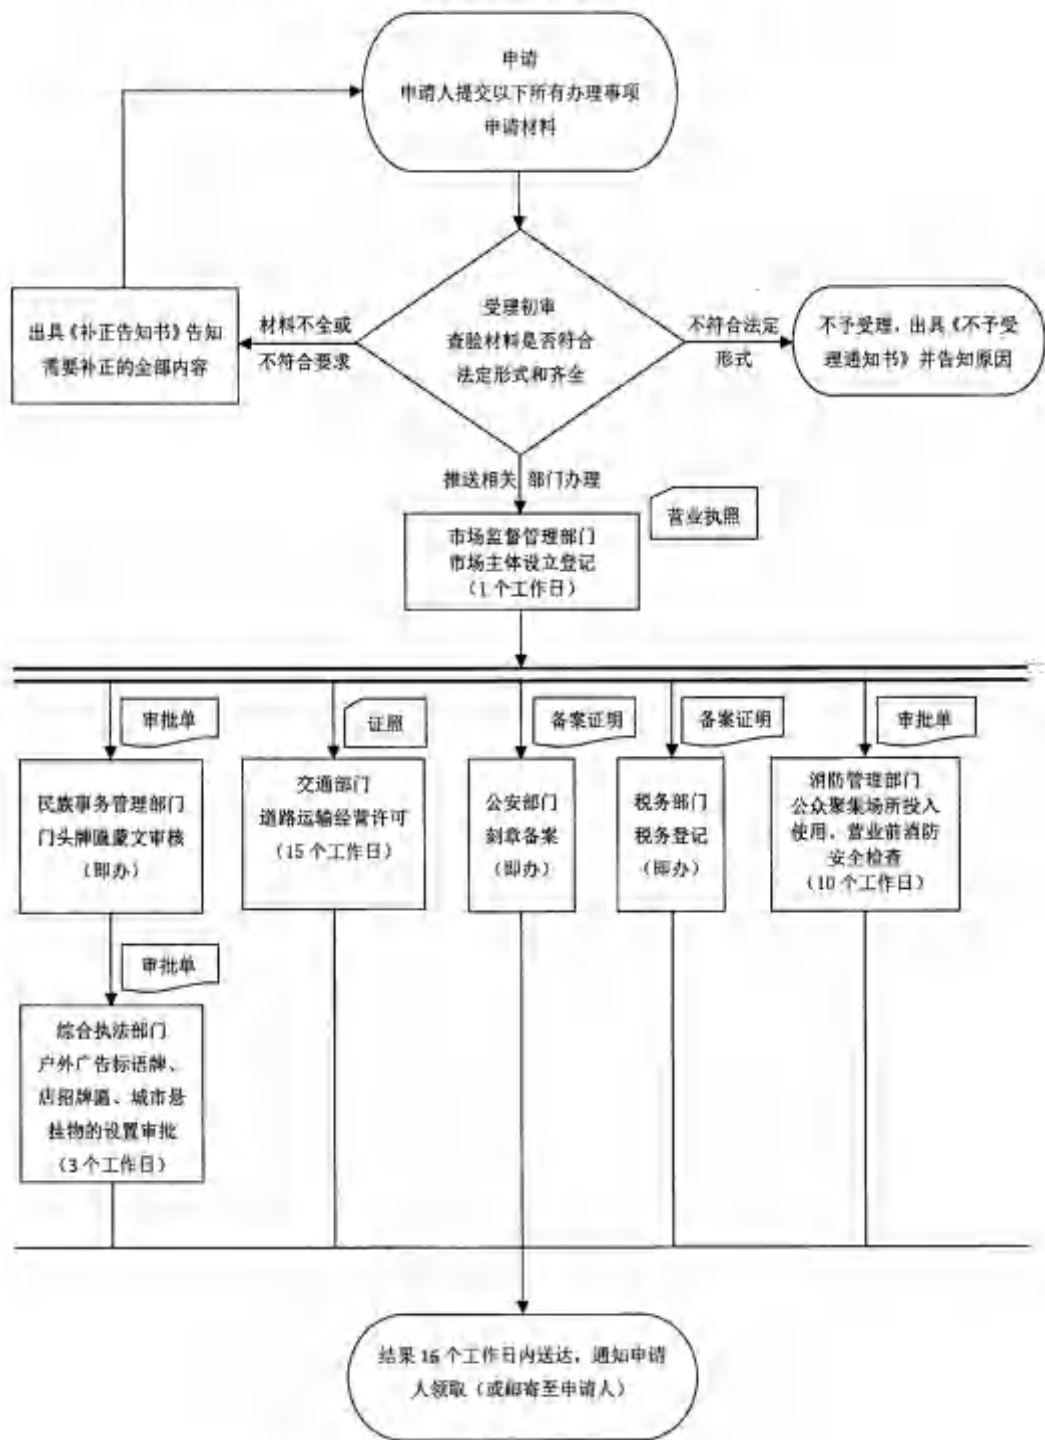 申请
申请人提交以下所有办理事项
申请材料
受理初审
查验材料是否符合
法定形式和齐全
材料不全或
不符合要求
出具《补正告知书》告知
需要补正的全部内容
不符合法定
形式
不予受理，出具《不予受
理通知书》并告知原因
推送相关 部门办理
营业执照
市场监督管理部门
市场主体设立登记
（1个工作日）
审批单
证照
备案证明
备案证明
审批单
民族事务管理部门
门头牌匾蒙文审核
（即办）
交通部门
道路运输经营许可
（15个工作日）
公安部门
刻章备案
（即办）
税务部门
税务登记
（即办）
消防管理部门
公众聚集场所投入
使用、营业前消防
安全检查
（10个工作日）
审批单
综合执法部门
户外广告标语牌、
店招牌匾、城市悬
挂物的设置审批
（3个工作日）
结果16个工作日内送达，通知申请
人领取（或邮寄至申请人）